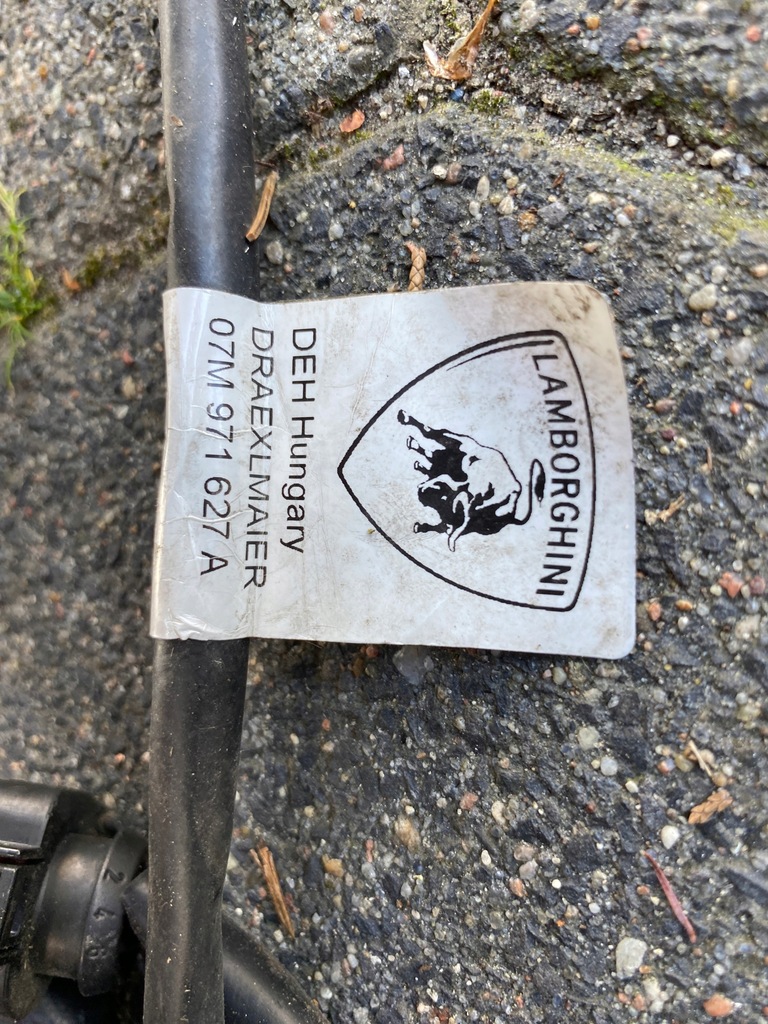 LAMBORGHINI
DEH Hungary
DRAEXLMAIER
07M 971 627 A